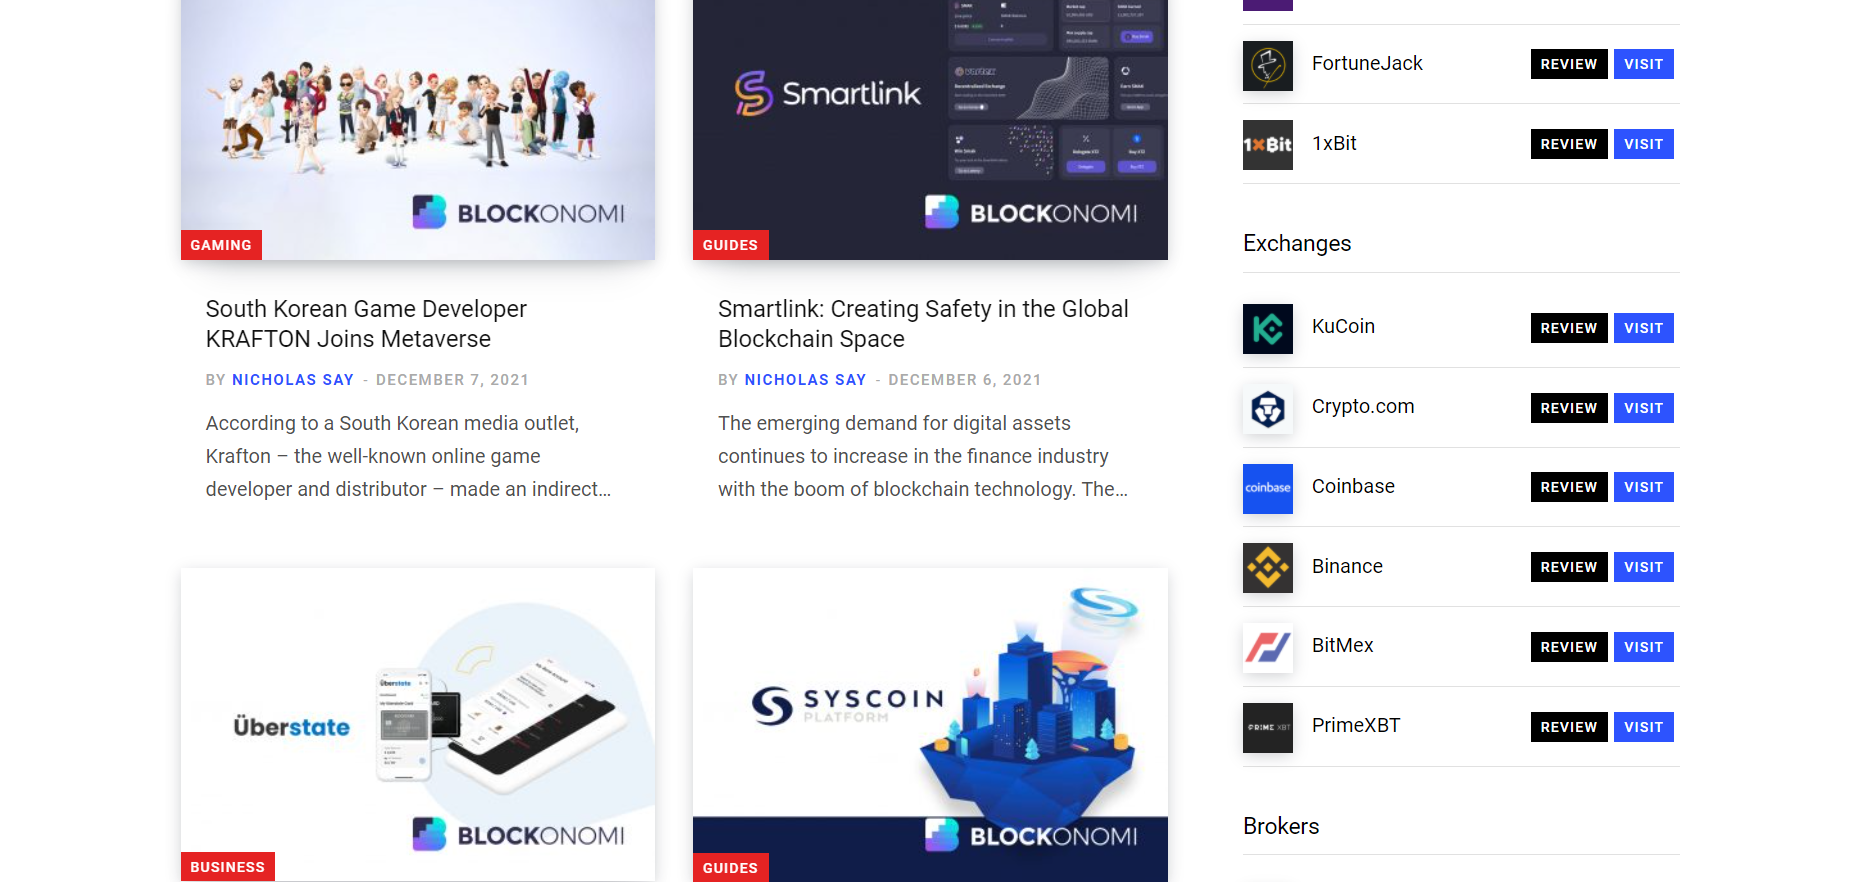 Smartlink
BLOCKONOMI
GAMING
BLOCKONOMI
GUIDES
South Korean Game Developer
KRAFTON Joins Metaverse
BY NICHOLAS SAY - DECEMBER 7, 2021
According to a South Korean media outlet,
Krafton – the well-known online game
developer and distributor – made an indirect...
Smartlink: Creating Safety in the Global
Blockchain Space
BY NICHOLAS SAY - DECEMBER 6, 2021
The emerging demand for digital assets
continues to increase in the finance industry
with the boom of blockchain technology. The...
Überstate
Überstate
BLOCKONOMI
BUSINESS
SYSCOIN
PLATFORM
BLOCKONOMI
GUIDES
FortuneJack REVIEW VISIT
1xBit 1xBit REVIEW VISIT
Exchanges
KuCoin REVIEW VISIT
Crypto.com REVIEW VISIT
coinbase Coinbase REVIEW VISIT
Binance REVIEW VISIT
BitMex REVIEW VISIT
PRIME XBT PrimeXBT REVIEW VISIT
Brokers